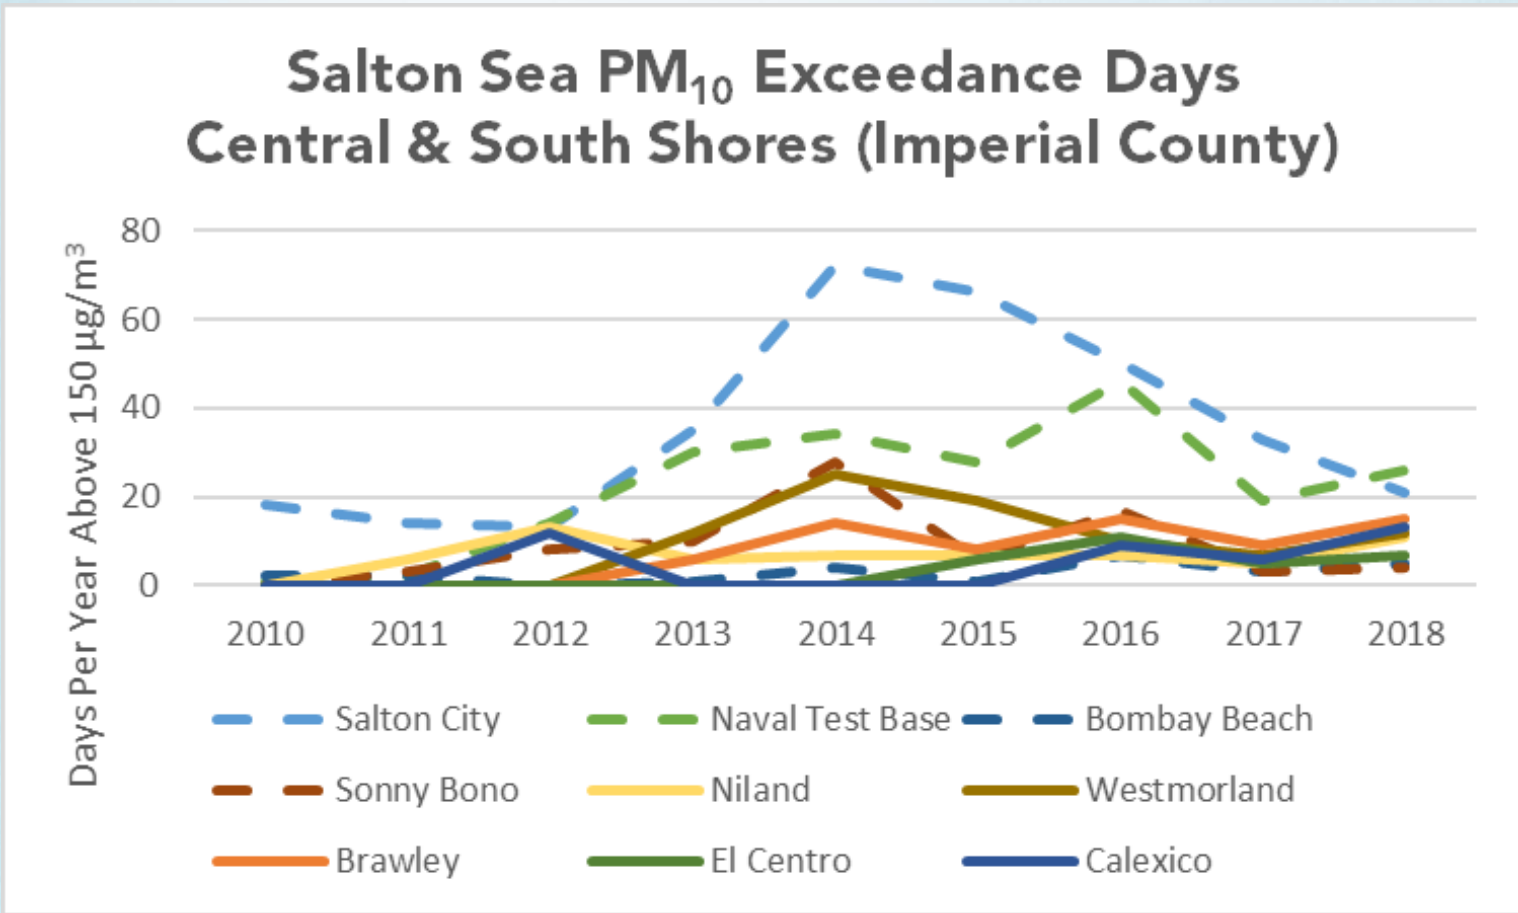 Salton Sea PM₁₀ Exceedance Days
Central & South Shores (Imperial County)
Days Per Year Above 150 µg/m³
80
60
40
20
0
2010 2011 2012 2013 2014 2015 2016 2017 2018
Salton City Naval Test Base Bombay Beach
Sonny Bono Niland Westmorland
Brawley El Centro Calexico